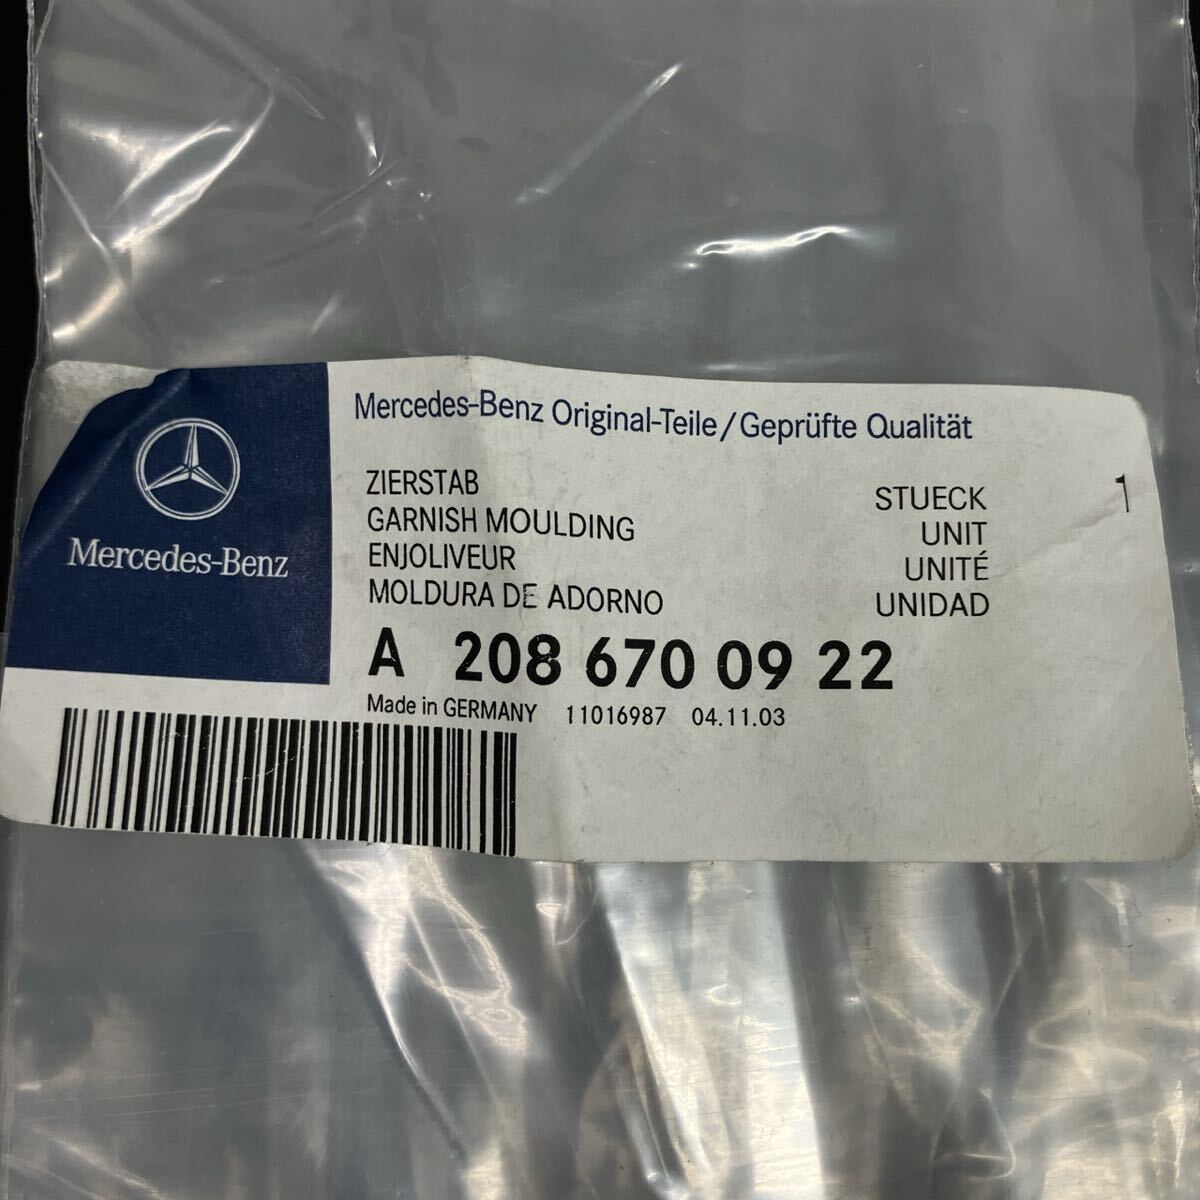 Mercedes-Benz
Mercedes-Benz Original-Teile/Geprüfte Qualität
ZIERSTAB STUECK 1
GARNISH MOULDING UNIT
ENJOLIVEUR UNITÉ
MOLDURA DE ADORNO UNIDAD
A 208 670 09 22
Made in GERMANY 11016987 04.11.03